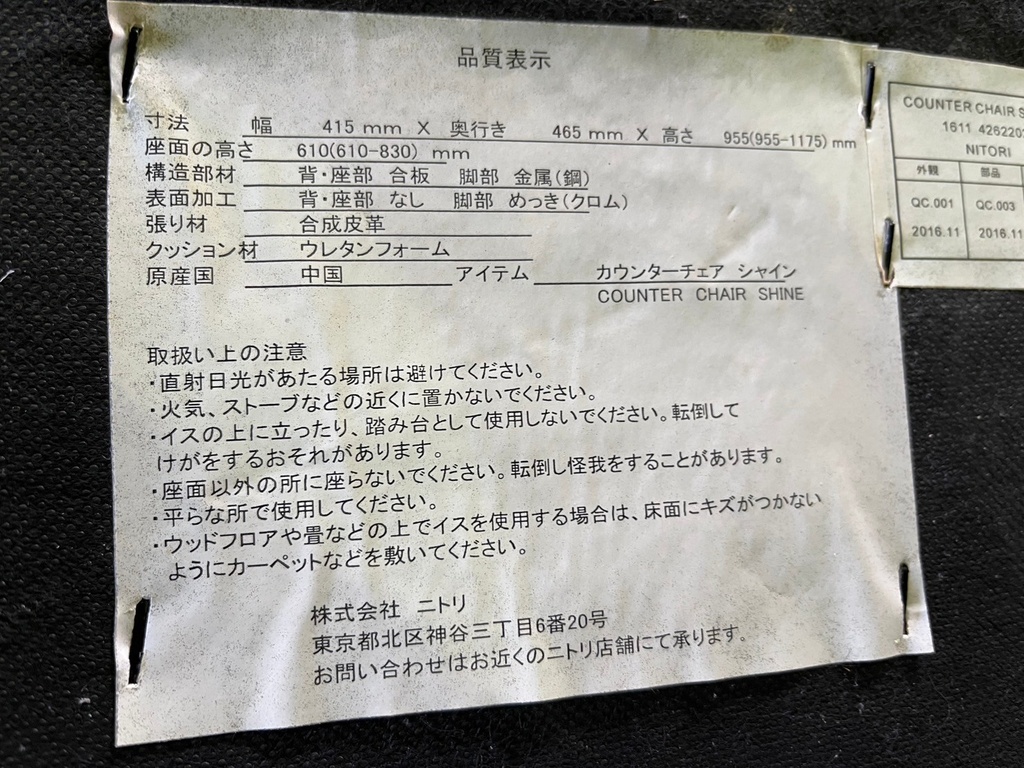 品質表示
寸法 幅 415 mm X 奥行き 465 mm X 高さ 955(955-1175) mm
座面の高さ 610(610-830) mm
構造部材 背・座部 合板 脚部 金属(鋼)
表面加工 背・座部 なし 脚部 めっき(クロム)
張り材 合成皮革
クッション材 ウレタンフォーム
原産国 中国 アイテム カウンターチェア シャイン
COUNTER CHAIR SHINE
取扱い上の注意
・直射日光があたる場所は避けてください。
・火気、ストーブなどの近くに置かないでください。
・イスの上に立ったり、踏み台として使用しないでください。転倒して
けがをするおそれがあります。
・座面以外の所に座らないでください。転倒し怪我をすることがあります。
・平らな所で使用してください。
・ウッドフロアや畳などの上でイスを使用する場合は、床面にキズがつかない
ようにカーペットなどを敷いてください。
株式会社 ニトリ
東京都北区神谷三丁目6番20号
お問い合わせはお近くのニトリ店舗にて承ります。
COUNTER CHAIR S
1611 426220
NITORI
外観 部品
QC.001 QC.003
2016.11 2016.11